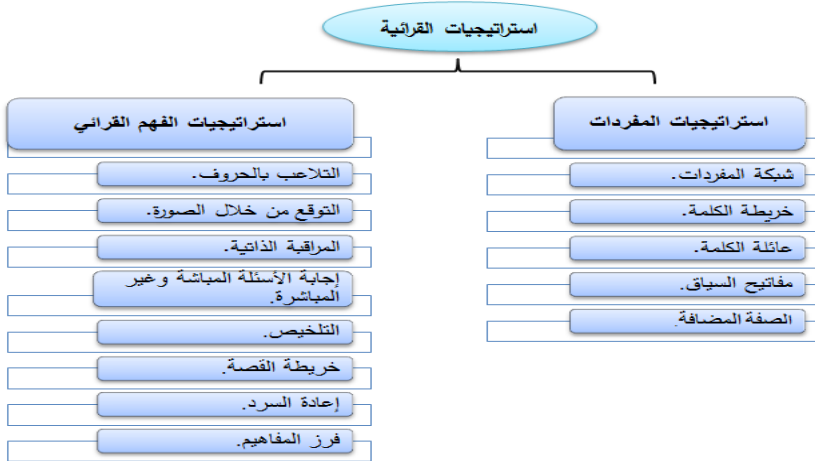 استراتيجيات القرائية
استراتيجيات المفردات
شبكة المفردات.
خريطة الكلمة.
عائلة الكلمة.
مفاتيح السياق.
الصفة المضافة.
استراتيجيات الفهم القرائي
التلاعب بالحروف.
التوقع من خلال الصورة.
المراقبة الذاتية.
إجابة الأسئلة المباشة وغير
المباشرة.
التلخيص.
خريطة القصة.
إعادة السرد.
فرز المفاهيم.